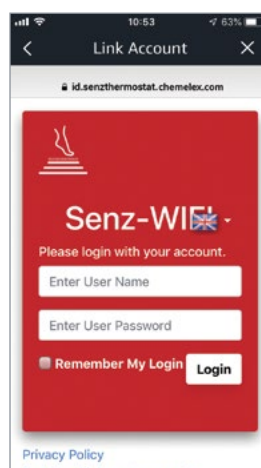 10:53
63%
Link Account
id.senzthermostat.chemelex.com
Senz-WIFI
Please login with your account.
Enter User Name
Enter User Password
Remember My Login
Login
Privacy Policy